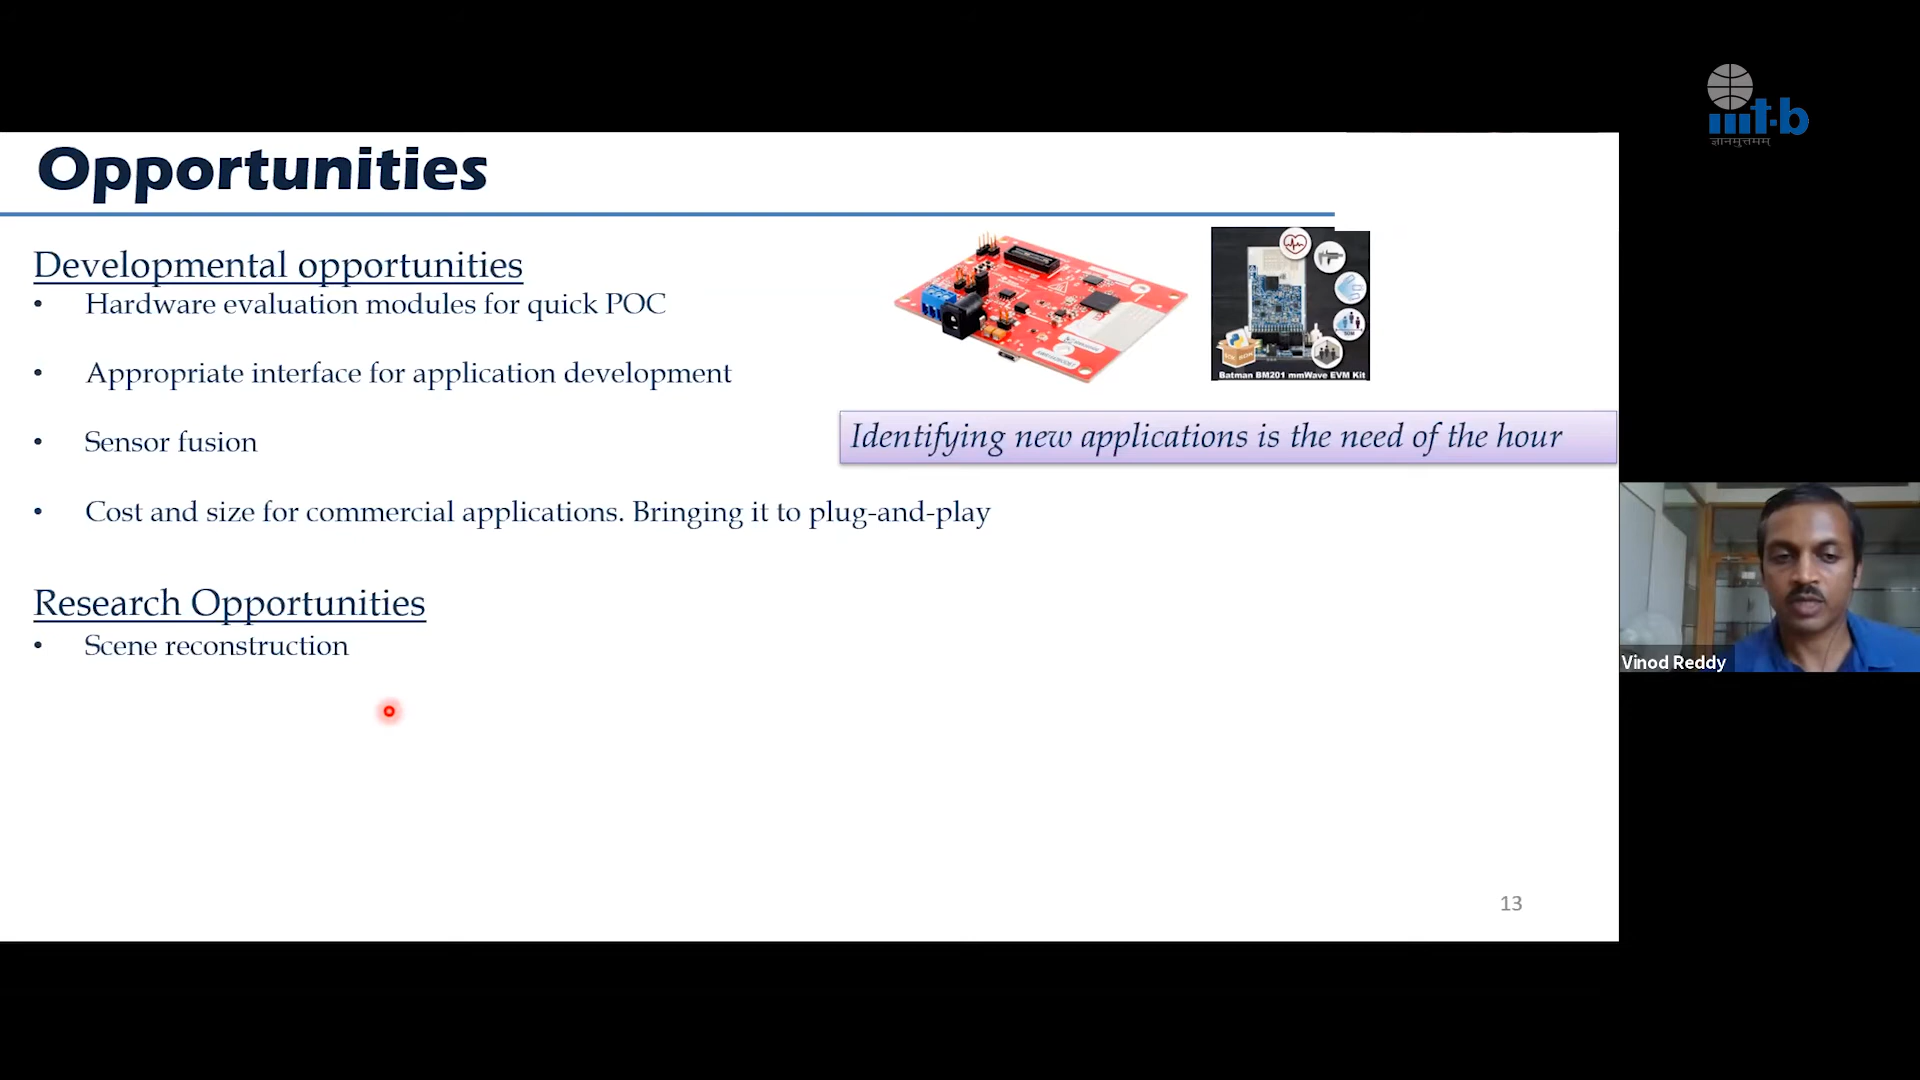 iiit-b
ज्ञानमुत्तमम्
Opportunities
Developmental opportunities
• Hardware evaluation modules for quick POC
• Appropriate interface for application development
• Sensor fusion
• Cost and size for commercial applications. Bringing it to plug-and-play
Batman BM201 mmWave EVM Kit
Identifying new applications is the need of the hour
Research Opportunities
• Scene reconstruction
Vinod Reddy
13